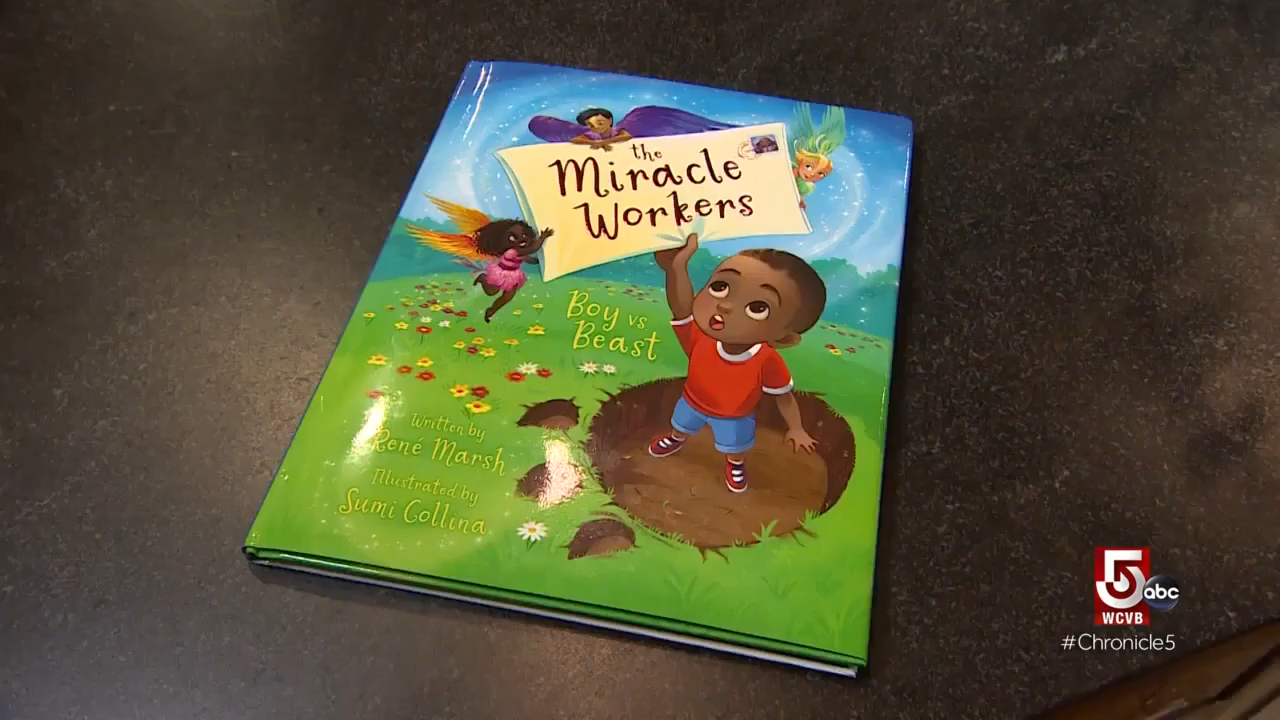 the
Miracle
Workers
Boy vs
Beast
Written by
René Marsh
Illustrated by
Sumi Collina
5
abc
WCVB
#Chronicle5